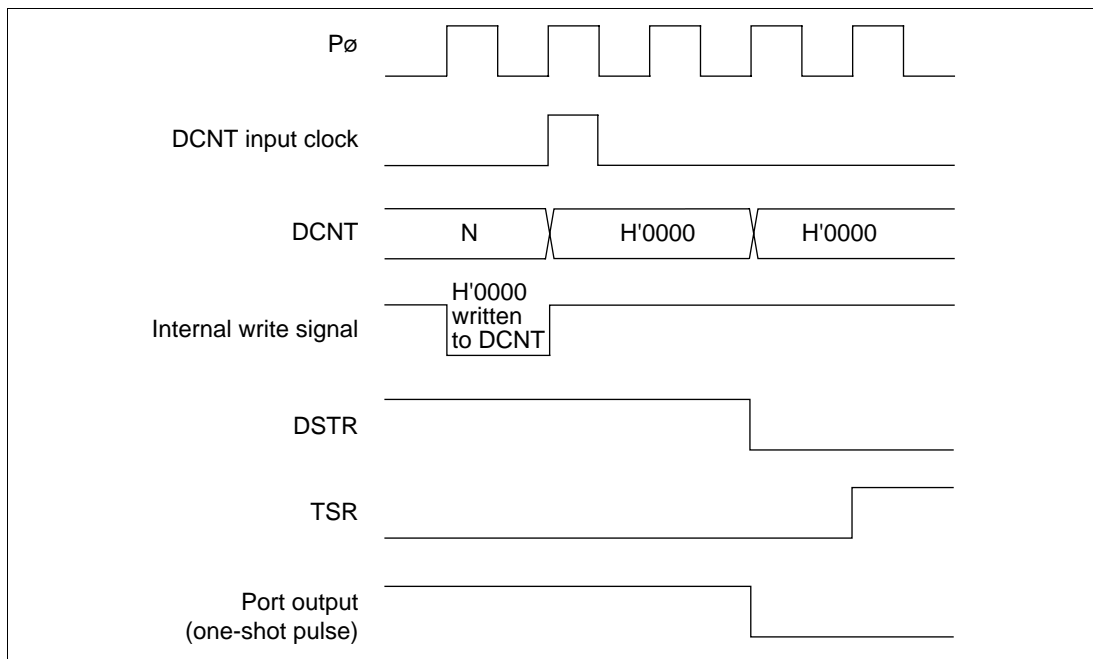 Pø
DCNT input clock
DCNT
N
H'0000
H'0000
Internal write signal
H'0000
written
to DCNT
DSTR
TSR
Port output
(one-shot pulse)